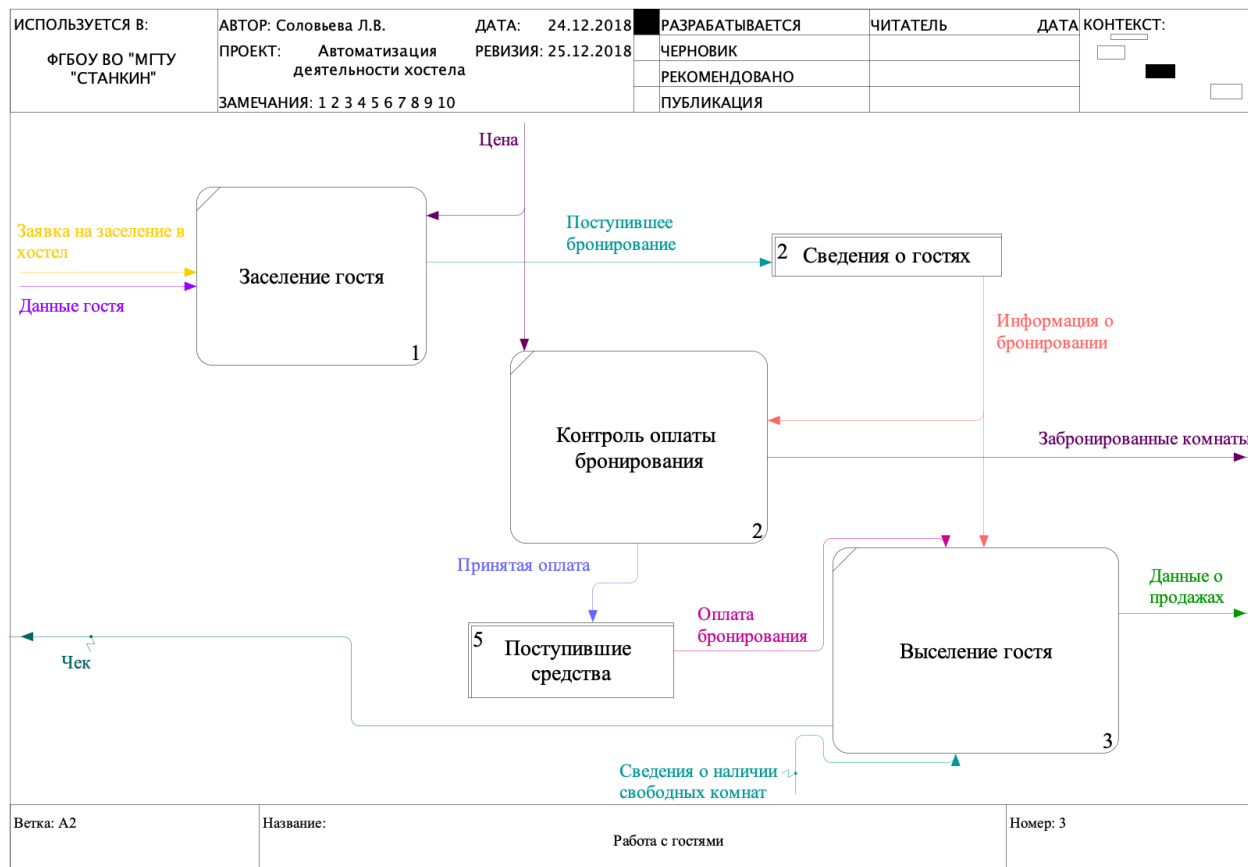 ИСПОЛЬЗУЕТСЯ В:
ФГБОУ ВО "МГТУ
"СТАНКИН"
АВТОР: Соловьева Л.В.
ДАТА: 24.12.2018
ПРОЕКТ: Автоматизация
деятельности хостела
РЕВИЗИЯ: 25.12.2018
ЗАМЕЧАНИЯ: 1 2 3 4 5 6 7 8 9 10
РАЗРАБАТЫВАЕТСЯ
ЧЕРНОВИК
РЕКОМЕНДОВАНО
ПУБЛИКАЦИЯ
ЧИТАТЕЛЬ
ДАТА
КОНТЕКСТ:
Цена
Заявка на заселение в
хостел
Данные гостя
Заселение гостя
1
Поступившее
бронирование
2 Сведения о гостях
Информация о
бронировании
Контроль оплаты
бронирования
2
Забронированные комнаты
Принятая оплата
5 Поступившие
средства
Оплата
бронирования
Выселение гостя
3
Данные о
продажах
Чек
Сведения о наличии
свободных комнат
Ветка: A2
Название:
Работа с гостями
Номер: 3